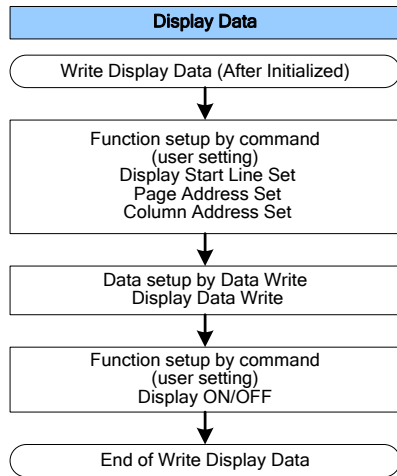 Display Data
Write Display Data (After Initialized)
Function setup by command
(user setting)
Display Start Line Set
Page Address Set
Column Address Set
Data setup by Data Write
Display Data Write
Function setup by command
(user setting)
Display ON/OFF
End of Write Display Data